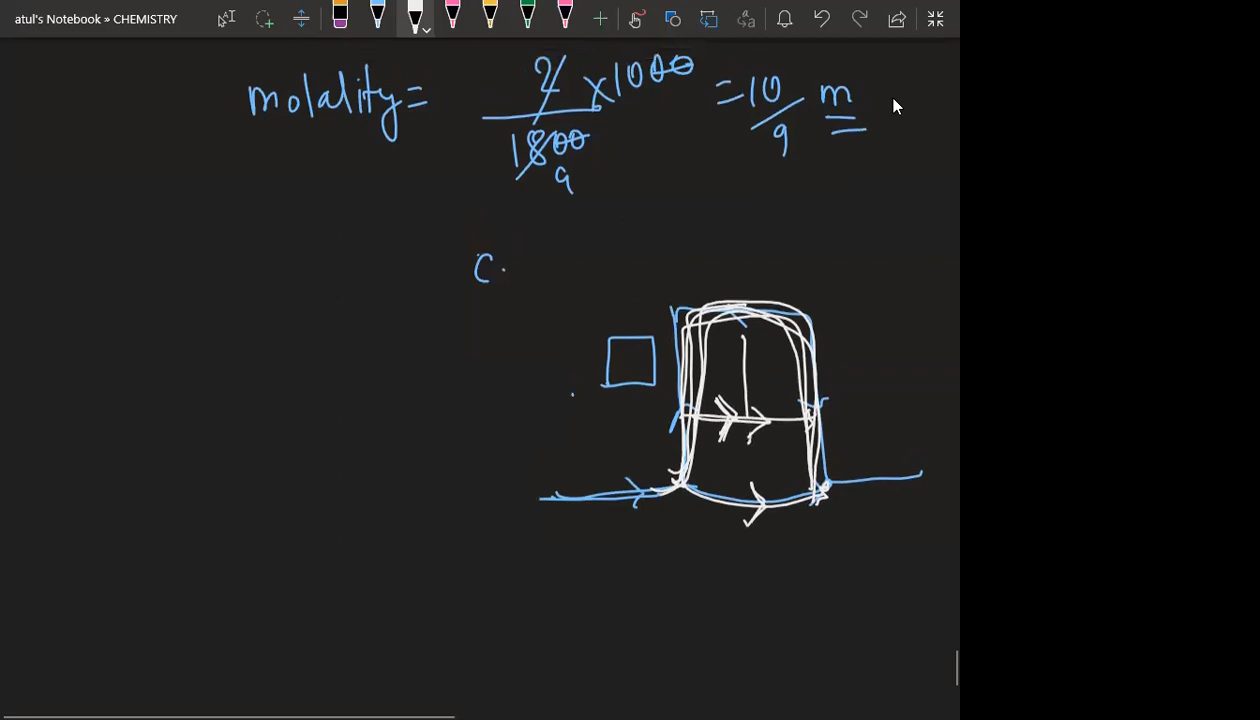 atul's Notebook » CHEMISTRY
molality = 2/1800 × 1000 = 10/9 m
9
C.